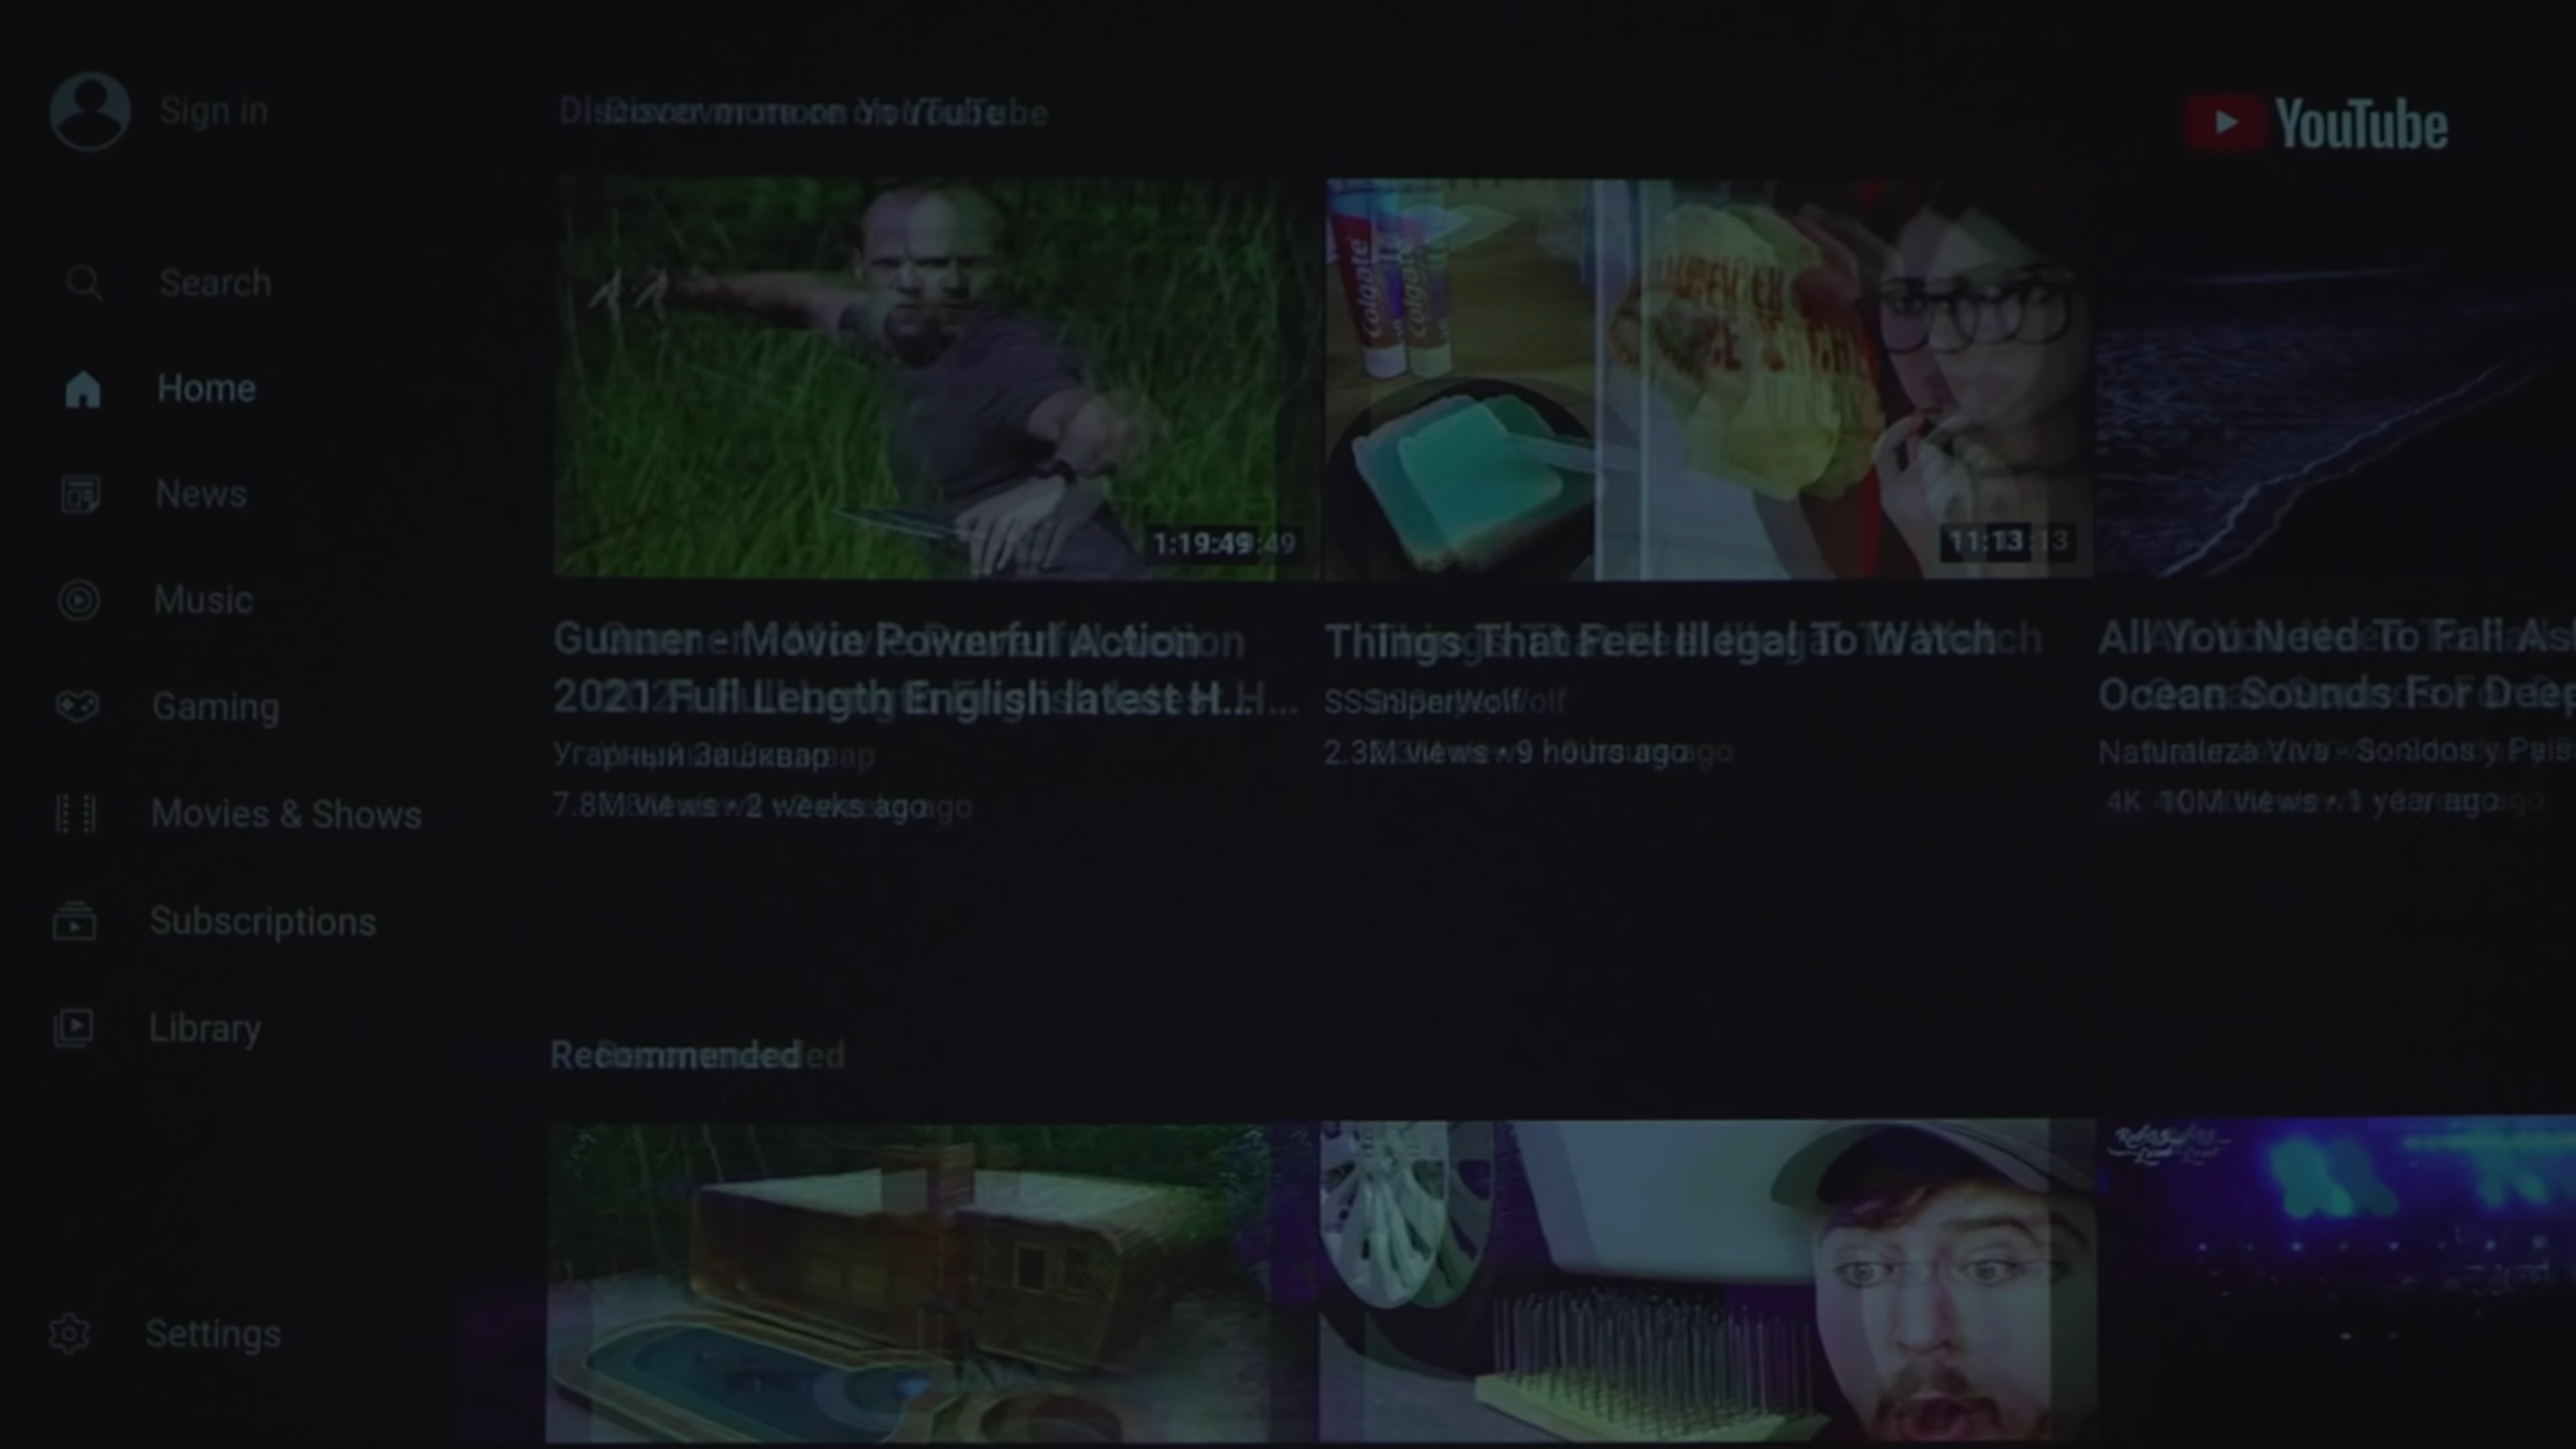 Sign in
Search
Home
News
Music
Gaming
Movies & Shows
Subscriptions
Library
Settings
Discover more on YouTube
YouTube
1:19:49
Gunner - Movie Powerful Action
2021 Full Length English latest H...
Угарный Зашквар
7.8M views • 2 weeks ago
Colgate
11:13
Things That Feel Illegal To Watch
SSSniperWolf
2.3M views • 9 hours ago
All You Need To Fall As
Ocean Sounds For Deep
Naturaleza Viva - Sonidos y Pais
4K 10M views • 1 year ago
Recommended